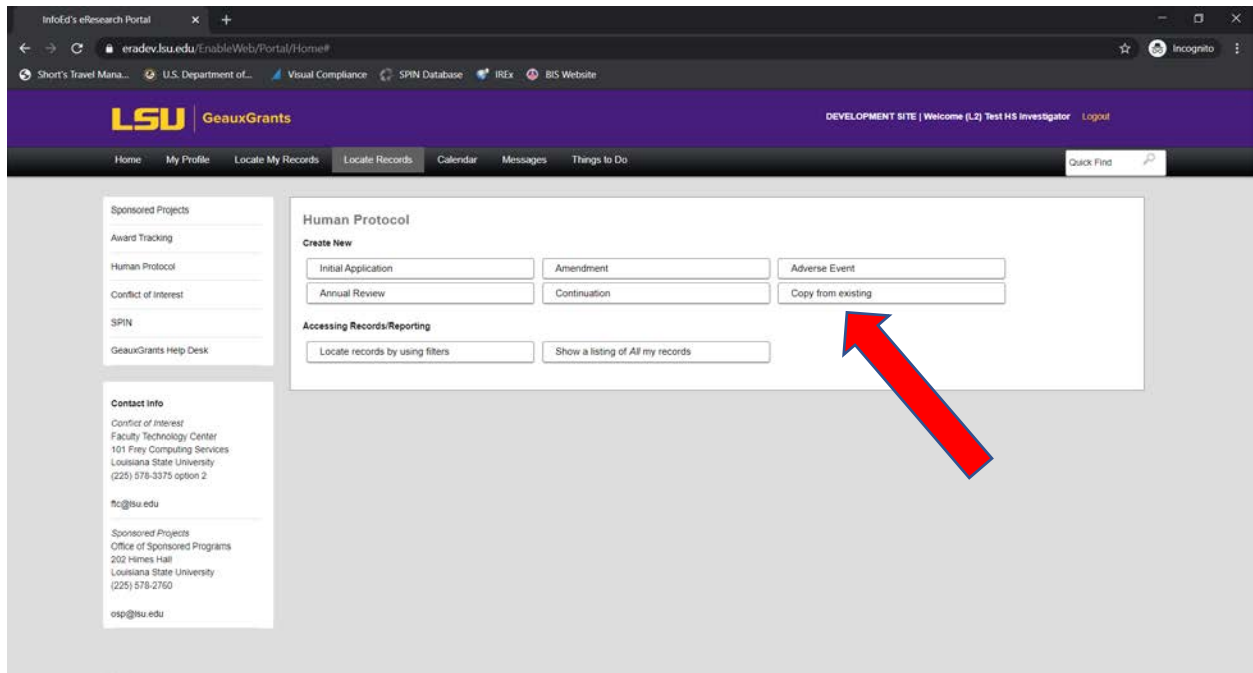 InfoEd's eResearch Portal
eradev.lsu.edu/EnableWeb/Portal/Home#
Incognito
Short's Travel Mana... U.S. Department of... Visual Compliance SPIN Database IREx BIS Website
LSU GeauxGrants
DEVELOPMENT SITE | Welcome (L2) Test HS Investigator Logout
Home My Profile Locate My Records Locate Records Calendar Messages Things to Do
Quick Find
Sponsored Projects
Award Tracking
Human Protocol
Conflict of Interest
SPIN
GeauxGrants Help Desk
Contact Info
Conflict of Interest
Faculty Technology Center
101 Frey Computing Services
Louisiana State University
(225) 578-3375 option 2
ftc@lsu.edu
Sponsored Projects
Office of Sponsored Programs
202 Himes Hall
Louisiana State University
(225) 578-2760
osp@lsu.edu
Human Protocol
Create New
Initial Application Amendment Adverse Event
Annual Review Continuation Copy from existing
Accessing Records/Reporting
Locate records by using filters Show a listing of All my records